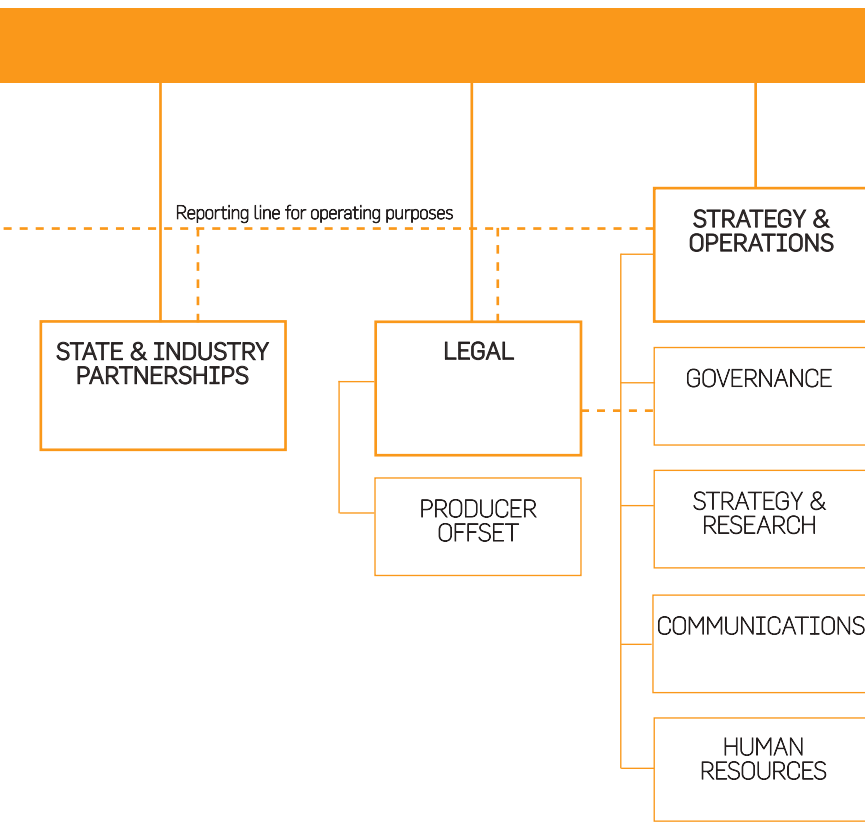 Reporting line for operating purposes
STRATEGY &
OPERATIONS
STATE & INDUSTRY
PARTNERSHIPS
LEGAL
GOVERNANCE
PRODUCER
OFFSET
STRATEGY &
RESEARCH
COMMUNICATIONS
HUMAN
RESOURCES